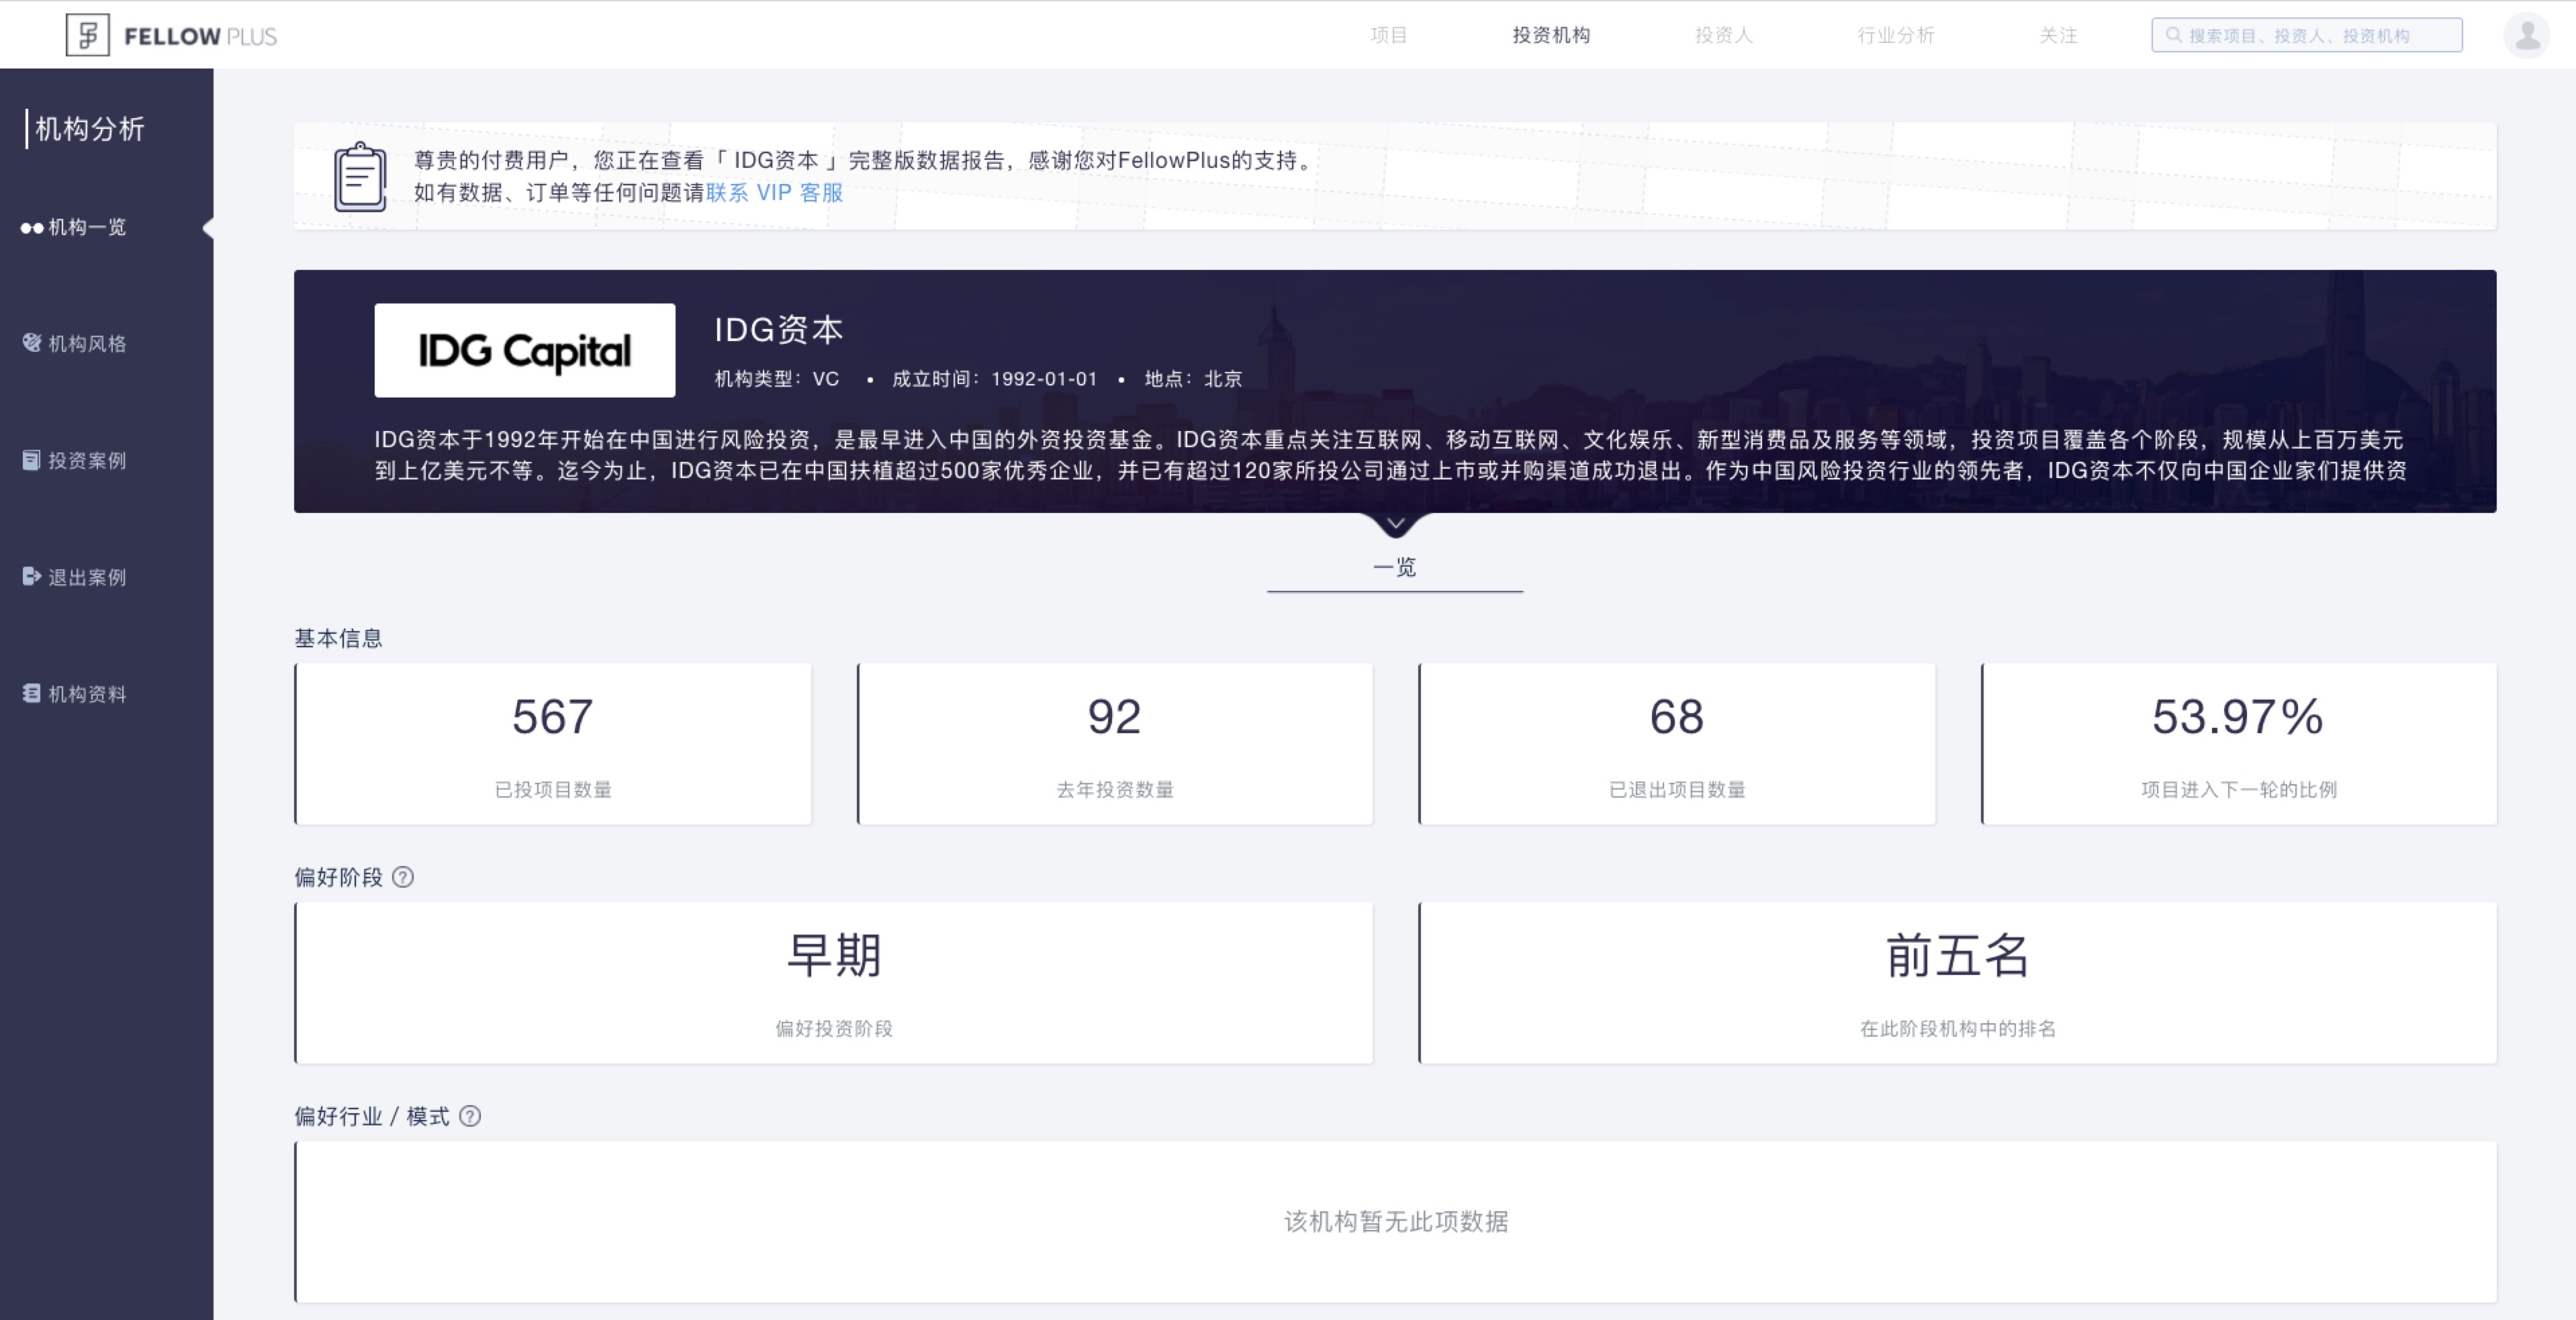 FELLOW PLUS
项目
投资机构
投资人
行业分析
关注
搜索项目、投资人、投资机构
机构分析
机构一览
机构风格
投资案例
退出案例
机构资料
尊贵的付费用户，您正在查看「 IDG资本 」完整版数据报告，感谢您对FellowPlus的支持。
如有数据、订单等任何问题请联系 VIP 客服
IDG Capital
IDG资本
机构类型：VC • 成立时间：1992-01-01 • 地点：北京
IDG资本于1992年开始在中国进行风险投资，是最早进入中国的外资投资基金。IDG资本重点关注互联网、移动互联网、文化娱乐、新型消费品及服务等领域，投资项目覆盖各个阶段，规模从上百万美元
到上亿美元不等。迄今为止，IDG资本已在中国扶植超过500家优秀企业，并已有超过120家所投公司通过上市或并购渠道成功退出。作为中国风险投资行业的领先者，IDG资本不仅向中国企业家们提供资
一览
基本信息
567
已投项目数量
92
去年投资数量
68
已退出项目数量
53.97%
项目进入下一轮的比例
偏好阶段 ?
早期
偏好投资阶段
前五名
在此阶段机构中的排名
偏好行业 / 模式 ?
该机构暂无此项数据